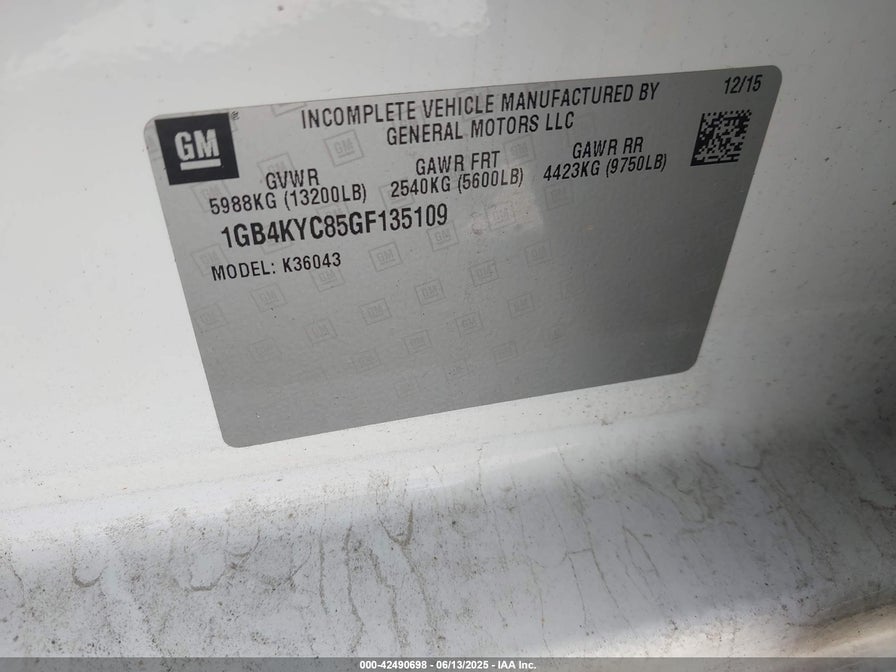 12/15
INCOMPLETE VEHICLE MANUFACTURED BY
GENERAL MOTORS LLC
GM
®
GVWR
5988KG (13200LB)
GAWR FRT
2540KG (5600LB)
GAWR RR
4423KG (9750LB)
1GB4KYC85GF135109
MODEL: K36043
000-42490698 - 06/13/2025 - IAA Inc.